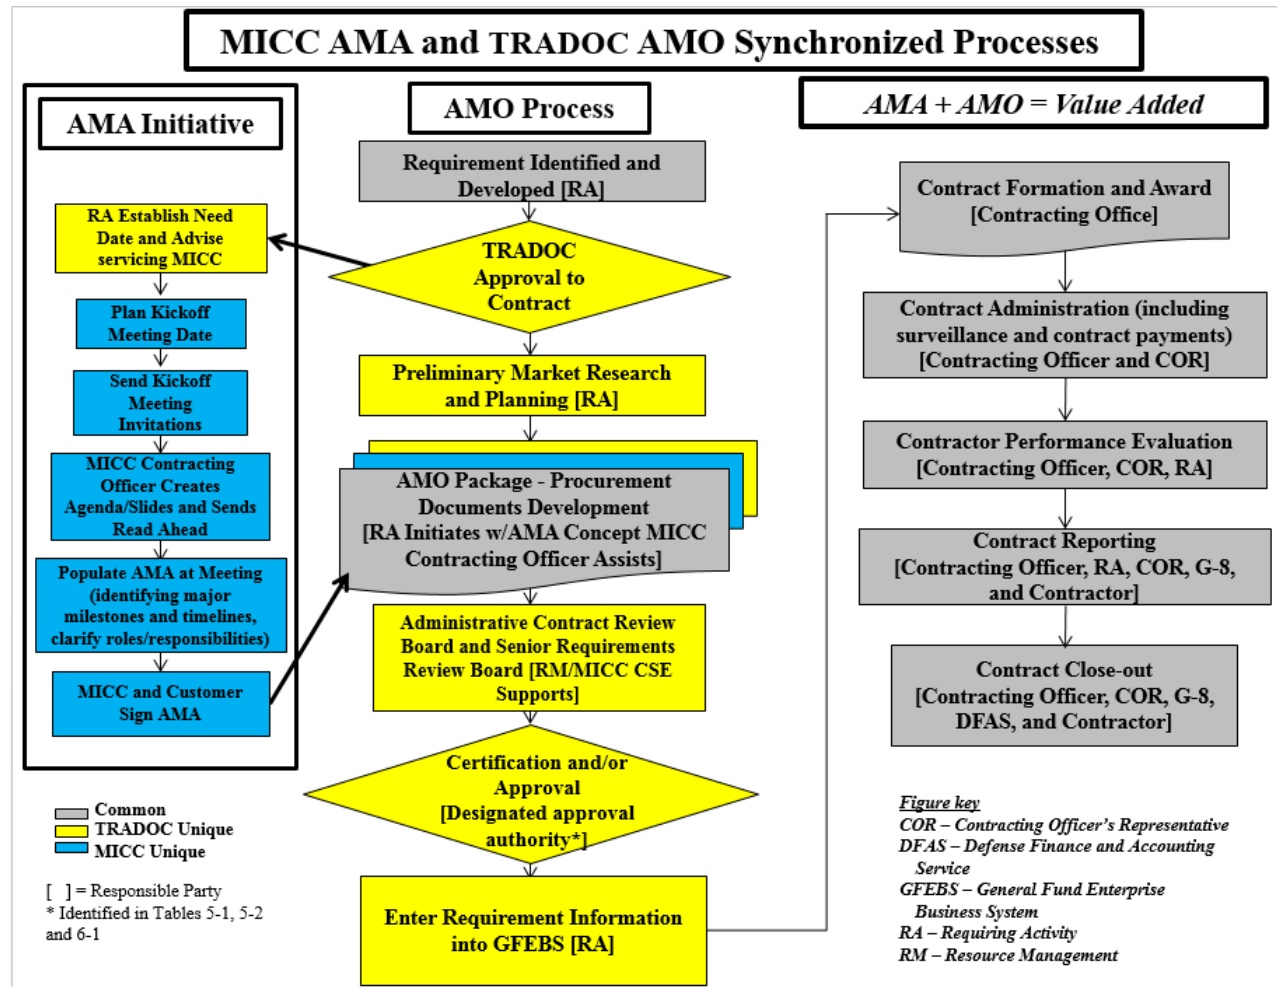 MICC AMA and TRADOC AMO Synchronized Processes
AMA Initiative
RA Establish Need
Date and Advise
servicing MICC
Plan Kickoff
Meeting Date
Send Kickoff
Meeting
Invitations
MICC Contracting
Officer Creates
Agenda/Slides and Sends
Read Ahead
Populate AMA at Meeting
(identifying major
milestones and timelines,
clarify roles/responsibilities)
MICC and Customer
Sign AMA
Common
TRADOC Unique
MICC Unique
[ ] = Responsible Party
* Identified in Tables 5-1, 5-2
and 6-1
AMO Process
Requirement Identified and
Developed [RA]
TRADOC
Approval to
Contract
Preliminary Market Research
and Planning [RA]
AMO Package - Procurement
Documents Development
[RA Initiates w/AMA Concept MICC
Contracting Officer Assists]
Administrative Contract Review
Board and Senior Requirements
Review Board [RM/MICC CSE
Supports]
Certification and/or
Approval
[Designated approval
authority*]
Enter Requirement Information
into GFEBS [RA]
AMA + AMO = Value Added
Contract Formation and Award
[Contracting Office]
Contract Administration (including
surveillance and contract payments)
[Contracting Officer and COR]
Contractor Performance Evaluation
[Contracting Officer, COR, RA]
Contract Reporting
[Contracting Officer, RA, COR, G-8,
and Contractor]
Contract Close-out
[Contracting Officer, COR, G-8,
DFAS, and Contractor]
Figure key
COR – Contracting Officer's Representative
DFAS – Defense Finance and Accounting
Service
GFEBS – General Fund Enterprise
Business System
RA – Requiring Activity
RM – Resource Management